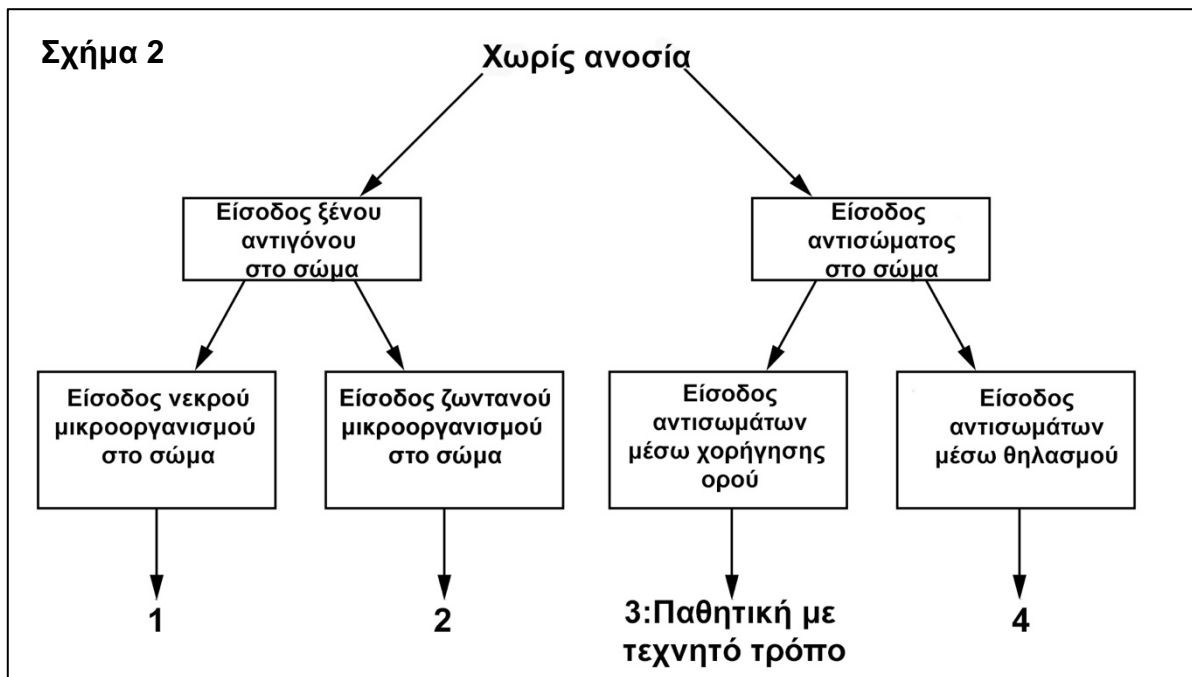 Σχήμα 2
Χωρίς ανοσία
Είσοδος ξένου
αντιγόνου
στο σώμα
Είσοδος
αντισώματος
στο σώμα
Είσοδος νεκρού
μικροοργανισμού
στο σώμα
Είσοδος ζωντανού
μικροοργανισμού
στο σώμα
Είσοδος
αντισωμάτων
μέσω χορήγησης
ορού
Είσοδος
αντισωμάτων
μέσω θηλασμού
1
2
3:Παθητική με
τεχνητό τρόπο
4